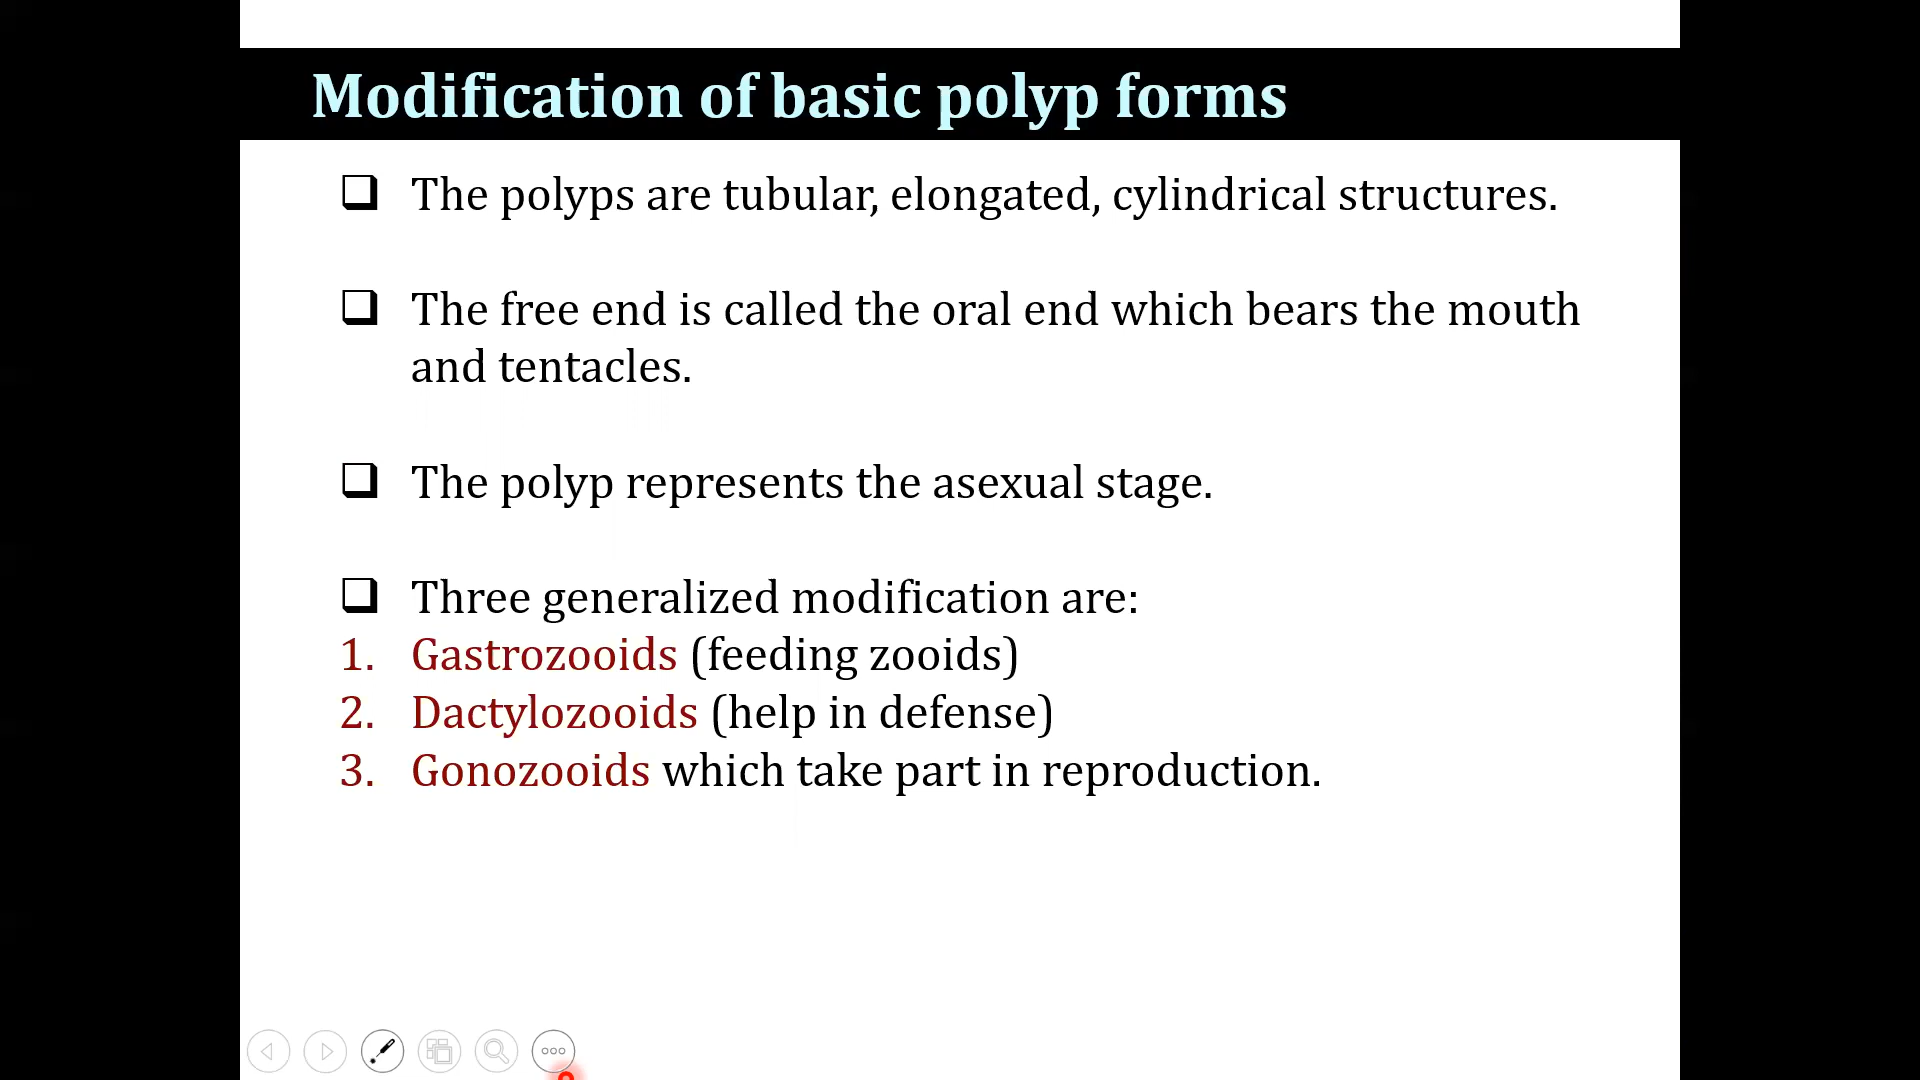 Modification of basic polyp forms
❑ The polyps are tubular, elongated, cylindrical structures.
❑ The free end is called the oral end which bears the mouth
and tentacles.
❑ The polyp represents the asexual stage.
❑ Three generalized modification are:
1. Gastrozooids (feeding zooids)
2. Dactylozooids (help in defense)
3. Gonozooids which take part in reproduction.